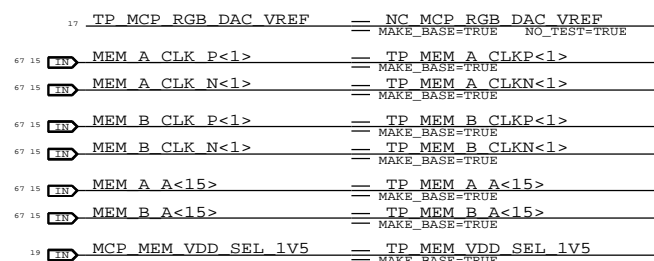 17 TP_MCP_RGB_DAC_VREF = NC_MCP_RGB_DAC_VREF
MAKE_BASE=TRUE NO_TEST=TRUE
67 15 IN MEM_A_CLK_P<1> = TP_MEM_A_CLKP<1>
MAKE_BASE=TRUE
67 15 IN MEM_A_CLK_N<1> = TP_MEM_A_CLKN<1>
MAKE_BASE=TRUE
67 15 IN MEM_B_CLK_P<1> = TP_MEM_B_CLKP<1>
MAKE_BASE=TRUE
67 15 IN MEM_B_CLK_N<1> = TP_MEM_B_CLKN<1>
MAKE_BASE=TRUE
67 15 IN MEM_A_A<15> = TP_MEM_A_A<15>
MAKE_BASE=TRUE
67 15 IN MEM_B_A<15> = TP_MEM_B_A<15>
MAKE_BASE=TRUE
19 IN MCP_MEM_VDD_SEL_1V5 = TP_MEM_VDD_SEL_1V5
MAKE_BASE=TRUE